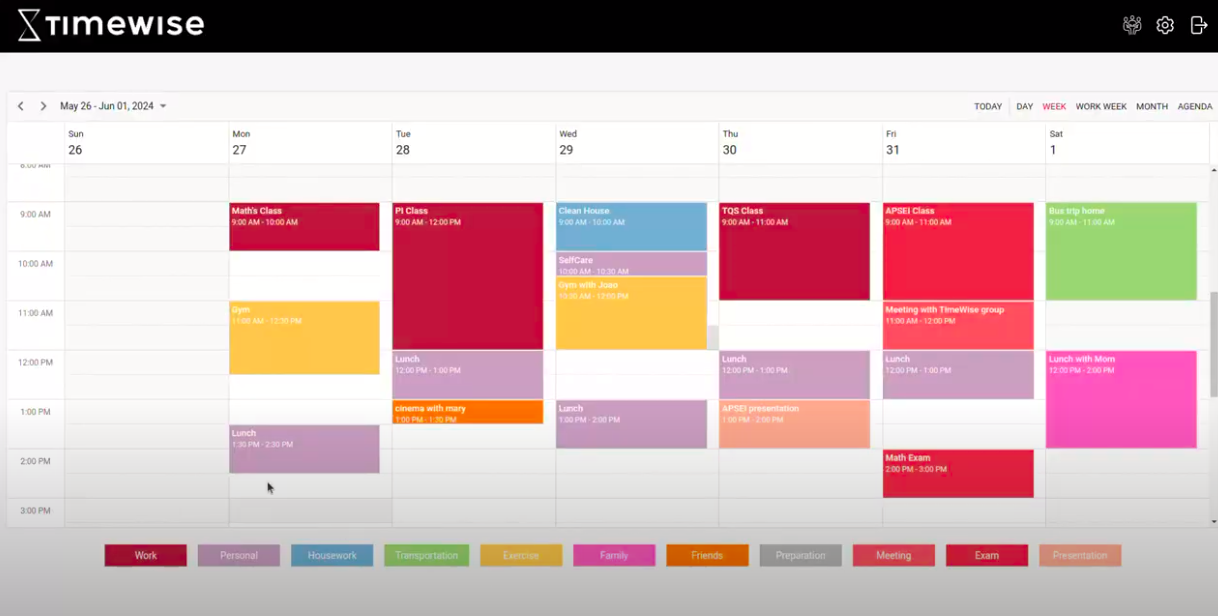 TIMEWISE
May 26 - Jun 01, 2024
TODAY DAY WEEK WORK WEEK MONTH AGENDA
Sun Mon Tue Wed Thu Fri Sat
26 27 28 29 30 31 1
8:00 AM
9:00 AM
10:00 AM
11:00 AM
12:00 PM
1:00 PM
2:00 PM
3:00 PM
Math's Class
9:00 AM - 10:00 AM
Gym
11:00 AM - 12:30 PM
Lunch
1:30 PM - 2:30 PM
PI Class
9:00 AM - 12:00 PM
Lunch
12:00 PM - 1:00 PM
cinema with mary
1:00 PM - 1:30 PM
Clean House
9:00 AM - 10:00 AM
SelfCare
10:00 AM - 10:30 AM
Gym with Joao
10:30 AM - 12:00 PM
Lunch
1:00 PM - 2:00 PM
TQS Class
9:00 AM - 11:00 AM
Lunch
12:00 PM - 1:00 PM
APSEI presentation
1:00 PM - 2:00 PM
APSEI Class
9:00 AM - 11:00 AM
Meeting with TimeWise group
11:00 AM - 12:00 PM
Lunch
12:00 PM - 1:00 PM
Math Exam
2:00 PM - 3:00 PM
Bus trip home
9:00 AM - 11:00 AM
Lunch with Mom
12:00 PM - 2:00 PM
Work Personal Housework Transportation Exercise Family Friends Preparation Meeting Exam Presentation